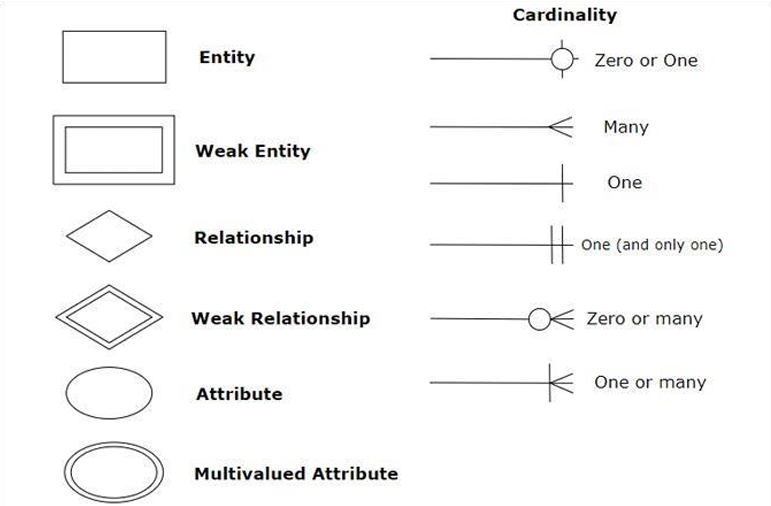 Entity
Weak Entity
Relationship
Weak Relationship
Attribute
Multivalued Attribute
Cardinality
Zero or One
Many
One
One (and only one)
Zero or many
One or many